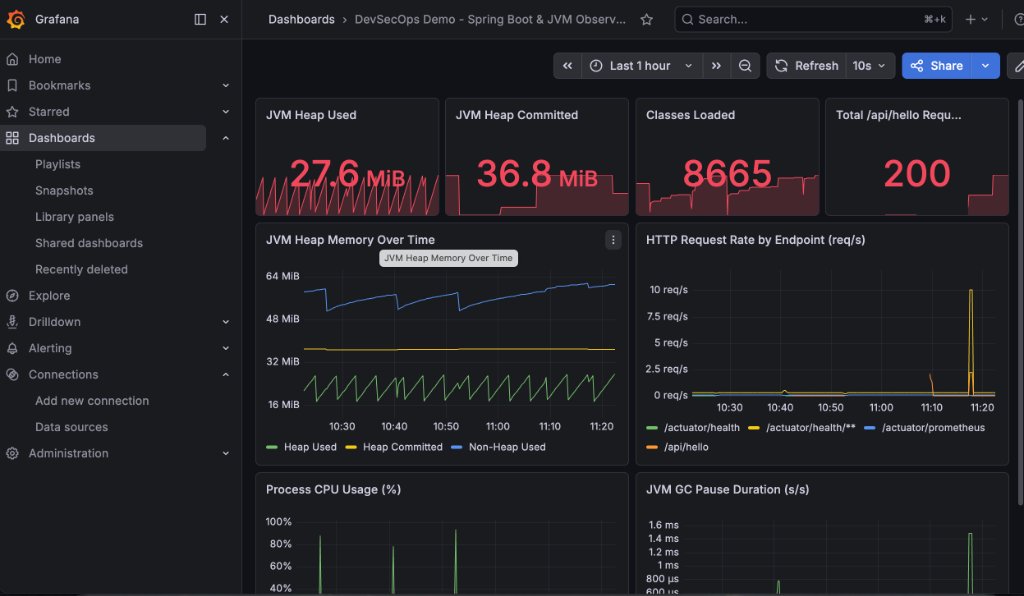 Grafana
Dashboards › DevSecOps Demo - Spring Boot & JVM Observ...
Search... ⌘+k
Home
Bookmarks
Starred
Dashboards
Playlists
Snapshots
Library panels
Shared dashboards
Recently deleted
Explore
Drilldown
Alerting
Connections
Add new connection
Data sources
Administration
Last 1 hour
Refresh 10s
Share
JVM Heap Used
27.6 MiB
JVM Heap Committed
36.8 MiB
Classes Loaded
8665
Total /api/hello Requ...
200
JVM Heap Memory Over Time
JVM Heap Memory Over Time
64 MiB
48 MiB
32 MiB
16 MiB
10:30 10:40 10:50 11:00 11:10 11:20
Heap Used Heap Committed Non-Heap Used
HTTP Request Rate by Endpoint (req/s)
10 req/s
7.5 req/s
5 req/s
2.5 req/s
0 req/s
10:30 10:40 10:50 11:00 11:10 11:20
/actuator/health /actuator/health/** /actuator/prometheus
/api/hello
Process CPU Usage (%)
100%
80%
60%
40%
JVM GC Pause Duration (s/s)
1.6 ms
1.4 ms
1.2 ms
1 ms
800 µs
600 µs